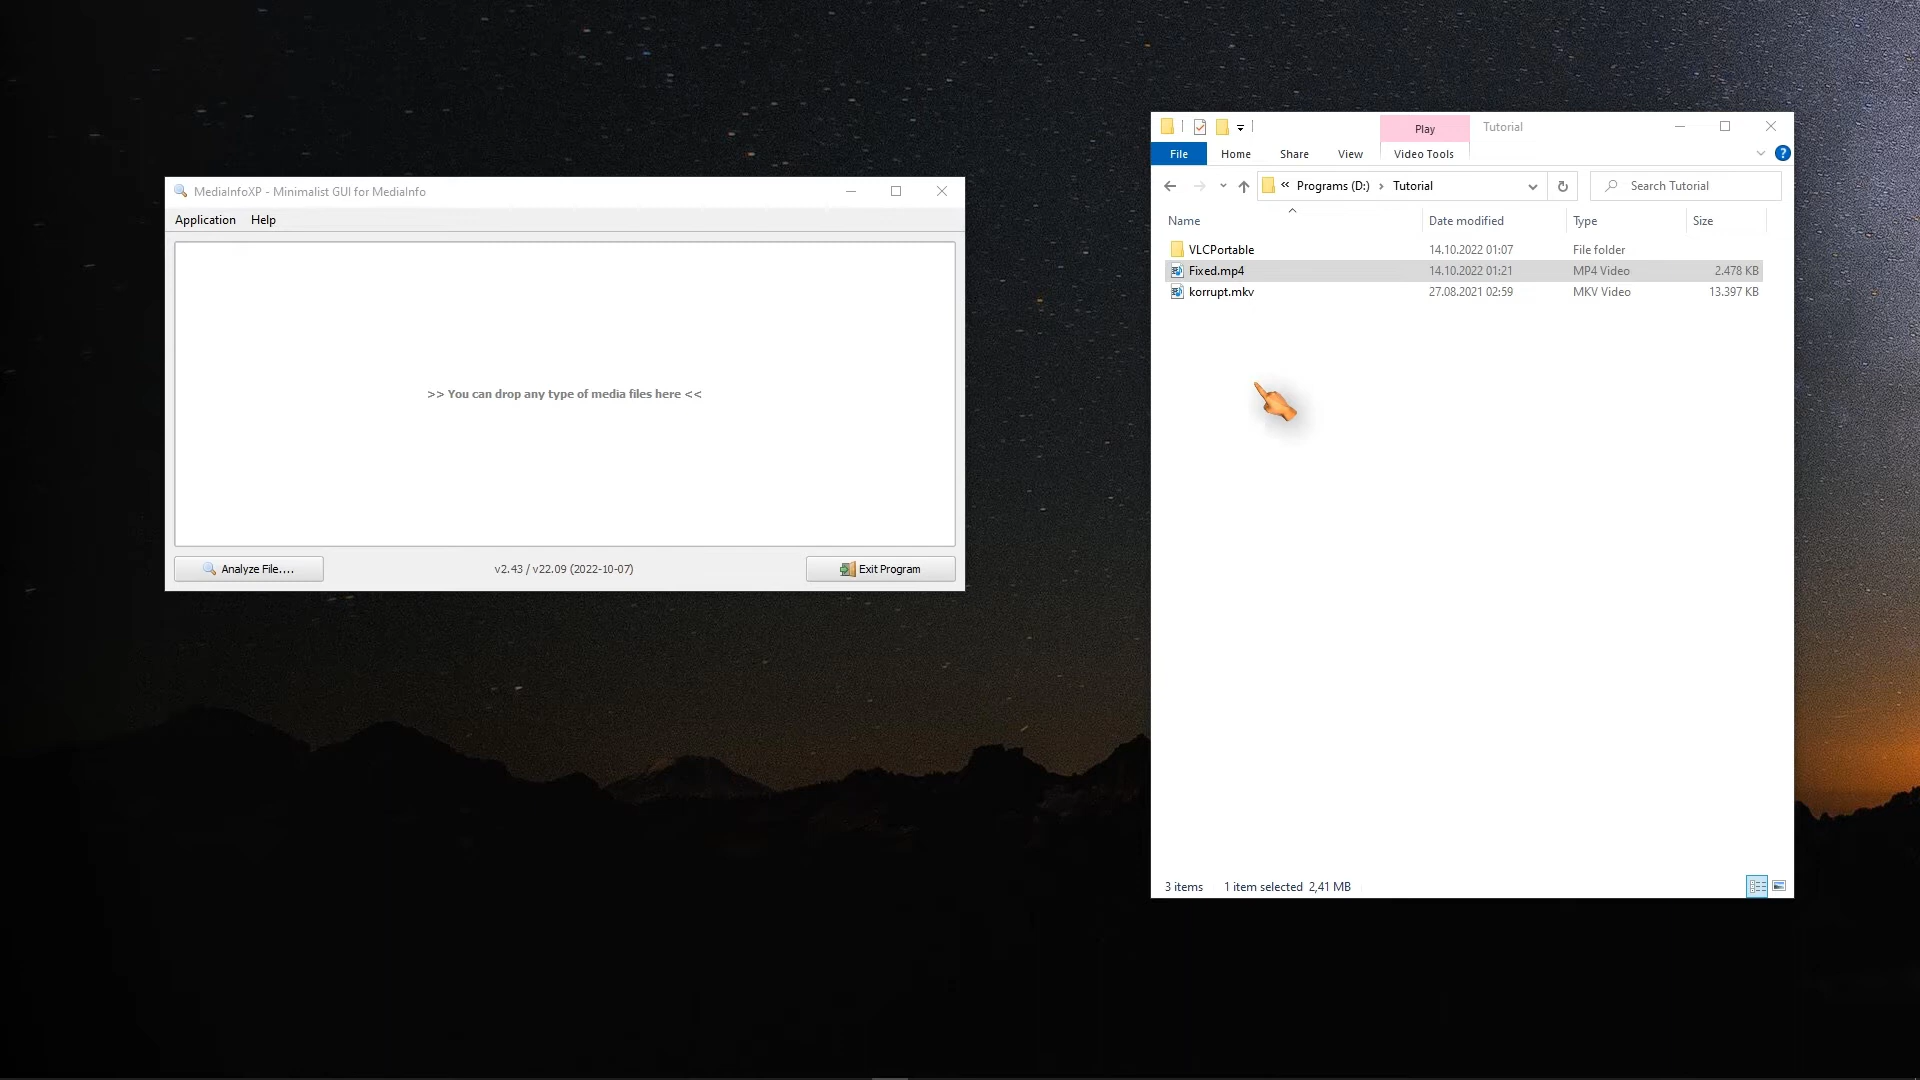 MediaInfoXP - Minimalist GUI for MediaInfo
Application Help
>> You can drop any type of media files here <<
Analyze File.... v2.43 / v22.09 (2022-10-07) Exit Program
Play Tutorial
File Home Share View Video Tools
« Programs (D:) › Tutorial Search Tutorial
Name Date modified Type Size
VLCPortable 14.10.2022 01:07 File folder
Fixed.mp4 14.10.2022 01:21 MP4 Video 2.478 KB
korrupt.mkv 27.08.2021 02:59 MKV Video 13.397 KB
3 items 1 item selected 2,41 MB